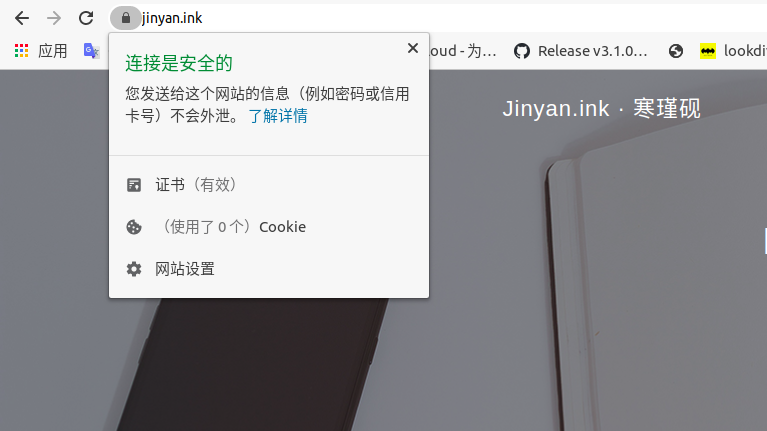 jinyan.ink
应用
oud - 为…
Release v3.1.0…
lookdi
连接是安全的
您发送给这个网站的信息（例如密码或信用
卡号）不会外泄。 了解详情
证书（有效）
（使用了 0 个）Cookie
网站设置
Jinyan.ink · 寒瑾砚